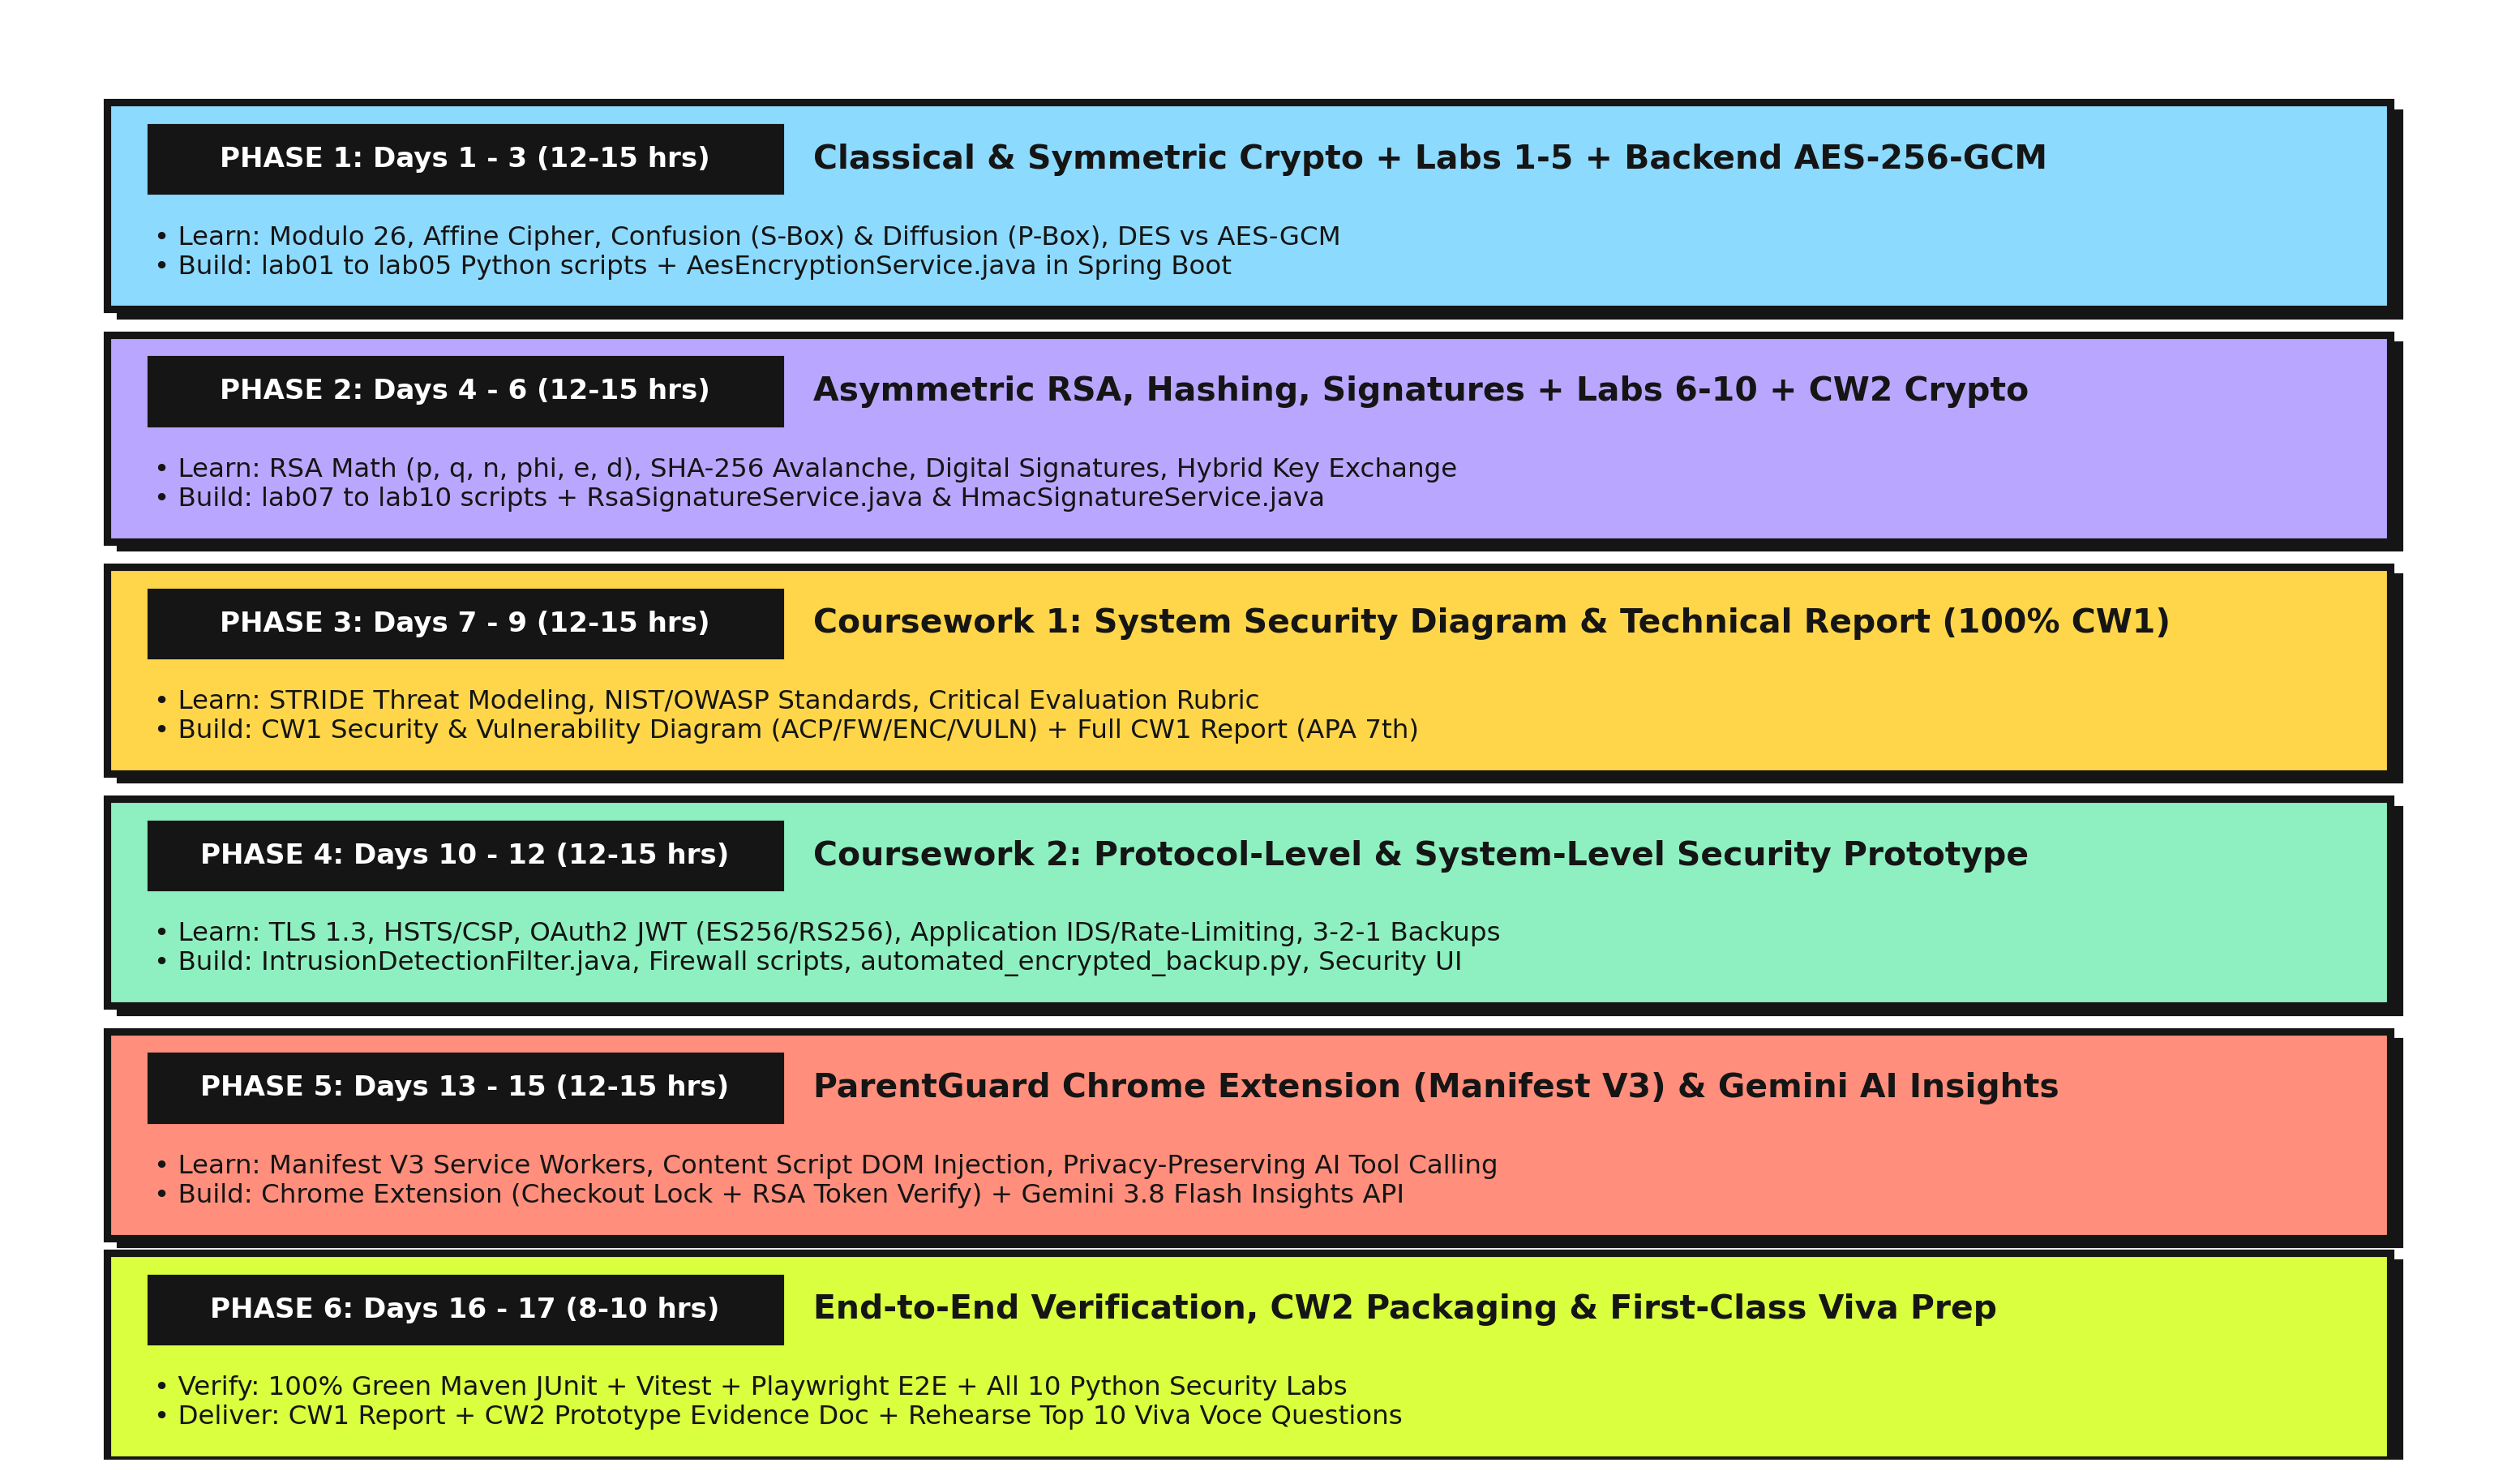 PHASE 1: Days 1 - 3 (12-15 hrs)
Classical & Symmetric Crypto + Labs 1-5 + Backend AES-256-GCM
• Learn: Modulo 26, Affine Cipher, Confusion (S-Box) & Diffusion (P-Box), DES vs AES-GCM
• Build: lab01 to lab05 Python scripts + AesEncryptionService.java in Spring Boot
PHASE 2: Days 4 - 6 (12-15 hrs)
Asymmetric RSA, Hashing, Signatures + Labs 6-10 + CW2 Crypto
• Learn: RSA Math (p, q, n, phi, e, d), SHA-256 Avalanche, Digital Signatures, Hybrid Key Exchange
• Build: lab07 to lab10 scripts + RsaSignatureService.java & HmacSignatureService.java
PHASE 3: Days 7 - 9 (12-15 hrs)
Coursework 1: System Security Diagram & Technical Report (100% CW1)
• Learn: STRIDE Threat Modeling, NIST/OWASP Standards, Critical Evaluation Rubric
• Build: CW1 Security & Vulnerability Diagram (ACP/FW/ENC/VULN) + Full CW1 Report (APA 7th)
PHASE 4: Days 10 - 12 (12-15 hrs)
Coursework 2: Protocol-Level & System-Level Security Prototype
• Learn: TLS 1.3, HSTS/CSP, OAuth2 JWT (ES256/RS256), Application IDS/Rate-Limiting, 3-2-1 Backups
• Build: IntrusionDetectionFilter.java, Firewall scripts, automated_encrypted_backup.py, Security UI
PHASE 5: Days 13 - 15 (12-15 hrs)
ParentGuard Chrome Extension (Manifest V3) & Gemini AI Insights
• Learn: Manifest V3 Service Workers, Content Script DOM Injection, Privacy-Preserving AI Tool Calling
• Build: Chrome Extension (Checkout Lock + RSA Token Verify) + Gemini 3.8 Flash Insights API
PHASE 6: Days 16 - 17 (8-10 hrs)
End-to-End Verification, CW2 Packaging & First-Class Viva Prep
• Verify: 100% Green Maven JUnit + Vitest + Playwright E2E + All 10 Python Security Labs
• Deliver: CW1 Report + CW2 Prototype Evidence Doc + Rehearse Top 10 Viva Voce Questions